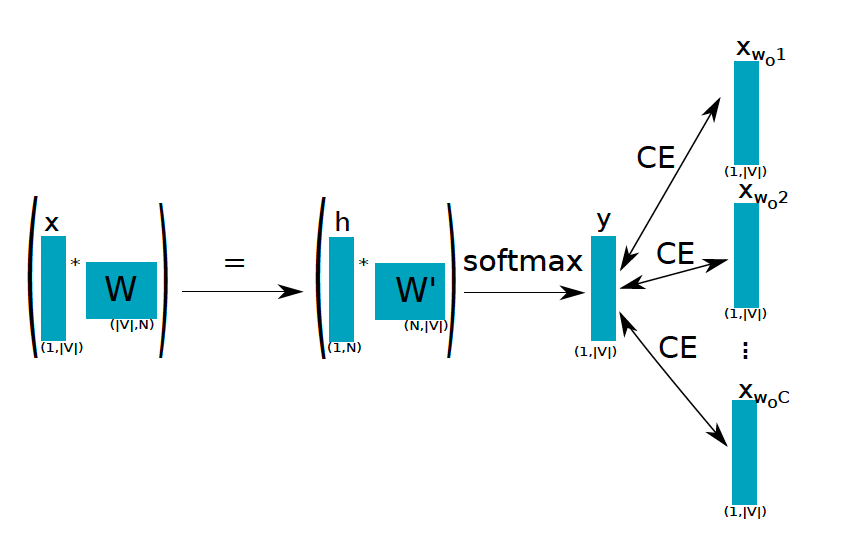 x
*
W
(1,|V|)
(|V|,N)
=
h
*
W'
(1,N)
(N,|V|)
softmax
y
(1,|V|)
CE
CE
CE
x_{w_o1}
(1,|V|)
x_{w_o2}
(1,|V|)
⋮
x_{w_oC}
(1,|V|)